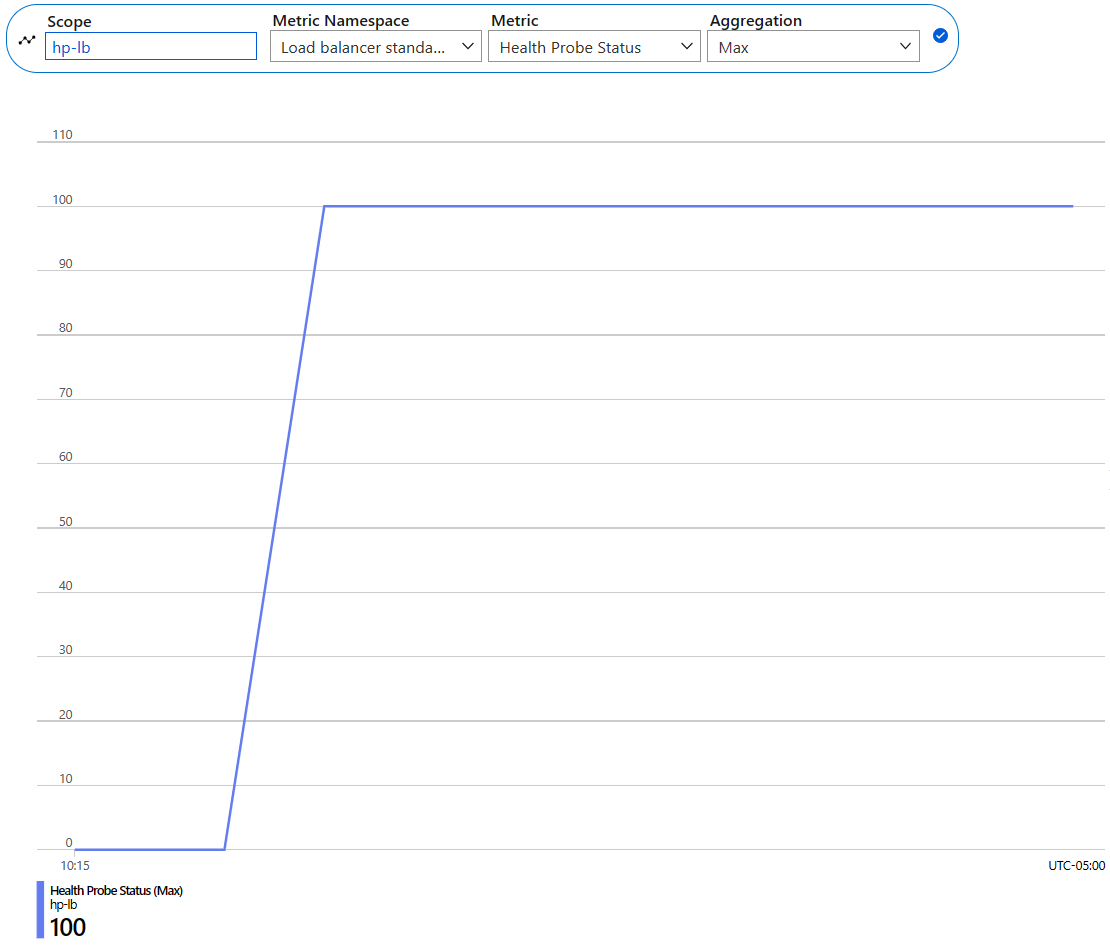 Scope Metric Namespace Metric Aggregation
hp-lb Load balancer standa... Health Probe Status Max
110
100
90
80
70
60
50
40
30
20
10
0
10:15 UTC-05:00
Health Probe Status (Max)
hp-lb
100